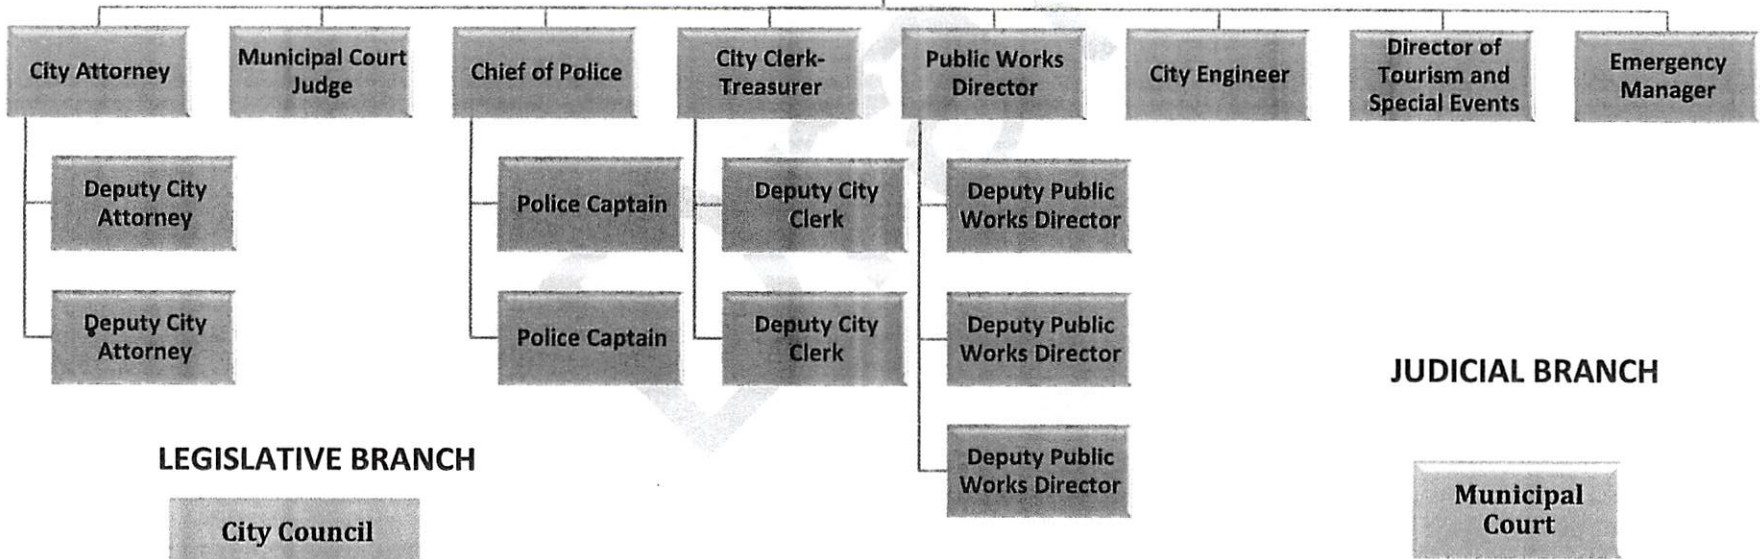 City Attorney
Municipal Court
Judge
Chief of Police
City Clerk-
Treasurer
Public Works
Director
City Engineer
Director of
Tourism and
Special Events
Emergency
Manager
Deputy City
Attorney
Police Captain
Deputy City
Clerk
Deputy Public
Works Director
Deputy City
Attorney
Police Captain
Deputy City
Clerk
Deputy Public
Works Director
JUDICIAL BRANCH
LEGISLATIVE BRANCH
Deputy Public
Works Director
Municipal
Court
City Council